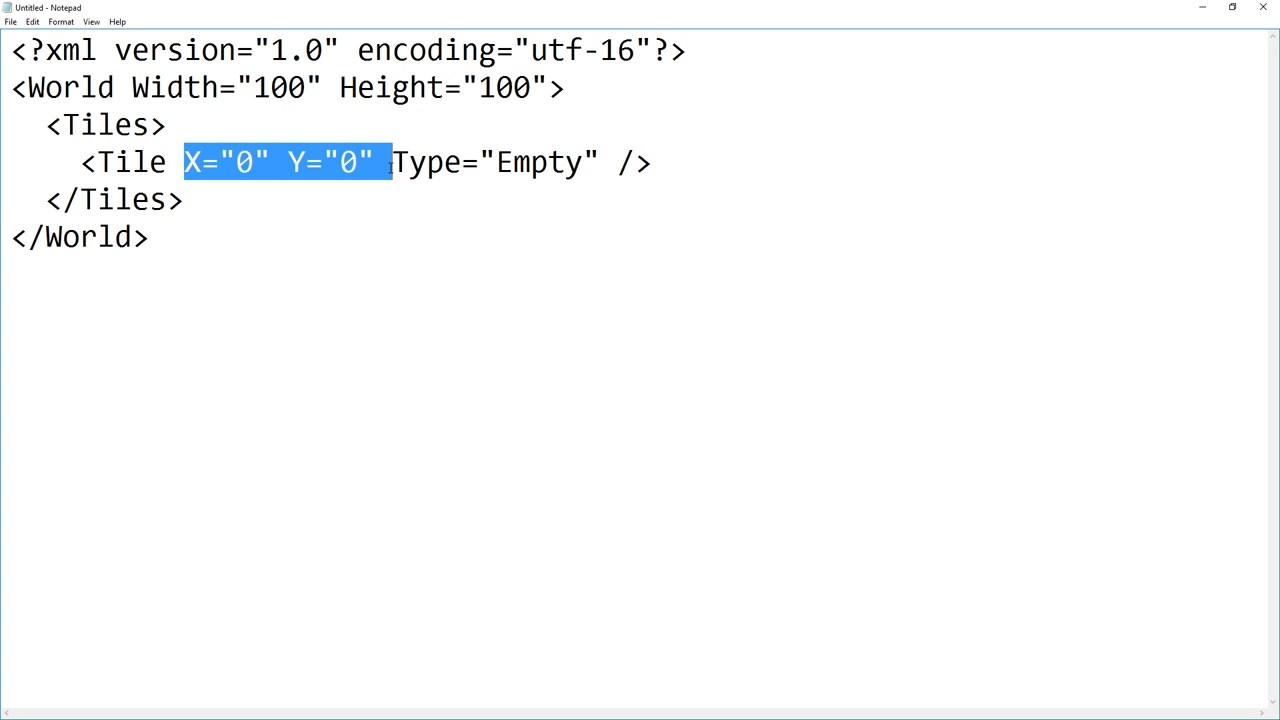 Untitled - Notepad
File Edit Format View Help
<?xml version="1.0" encoding="utf-16"?>
<World Width="100" Height="100">
<Tiles>
<Tile X="0" Y="0" Type="Empty" />
</Tiles>
</World>